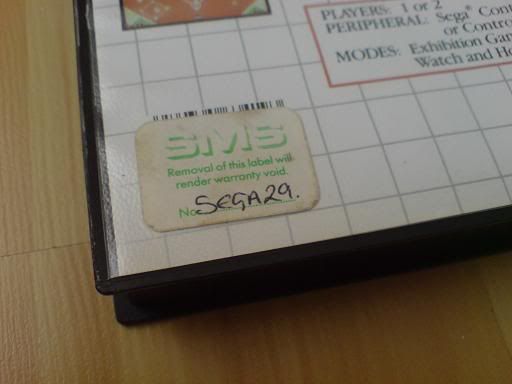 PLAYERS: 1 or 2
PERIPHERAL: Sega® Cont
or Contro
MODES: Exhibition Gam
Watch and Ho
SMS
Removal of this label will
render warranty void.
No. SEGA29.